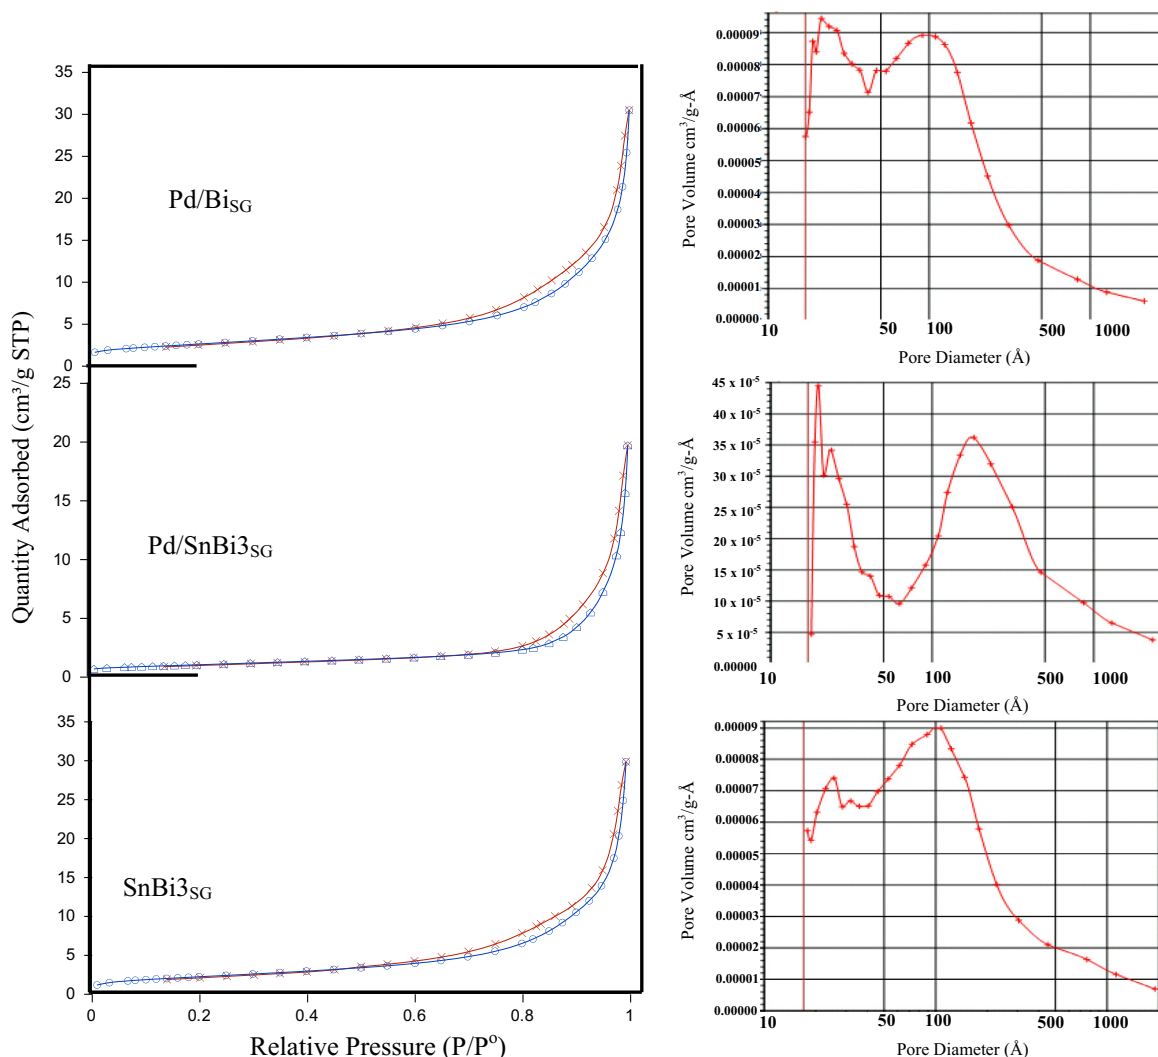 Quantity Adsorbed (cm³/g STP)
35
30
25
20
15
10
5
0
Pd/BiSG
25
20
15
10
5
0
Pd/SnBi3SG
35
30
25
20
15
10
5
0
SnBi3SG
0 0.2 0.4 0.6 0.8 1
Relative Pressure (P/Pº)
Pore Volume cm³/g-Å
0.00009
0.00008
0.00007
0.00006
0.00005
0.00004
0.00003
0.00002
0.00001
0.00000
10 50 100 500 1000
Pore Diameter (Å)
Pore Volume cm³/g-Å
45 x 10⁻⁵
40 x 10⁻⁵
35 x 10⁻⁵
30 x 10⁻⁵
25 x 10⁻⁵
20 x 10⁻⁵
15 x 10⁻⁵
10 x 10⁻⁵
5 x 10⁻⁵
0.00000
10 50 100 500 1000
Pore Diameter (Å)
Pore Volume cm³/g-Å
0.00009
0.00008
0.00007
0.00006
0.00005
0.00004
0.00003
0.00002
0.00001
0.00000
10 50 100 500 1000
Pore Diameter (Å)